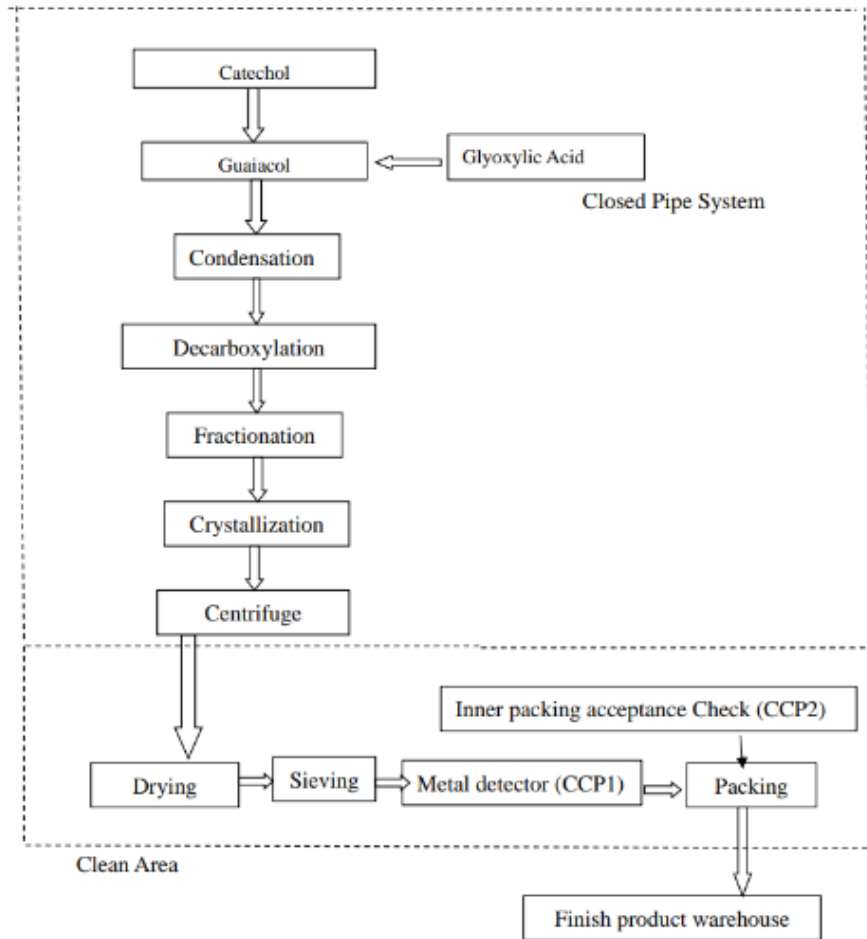 Catechol
Guaiacol
Glyoxylic Acid
Closed Pipe System
Condensation
Decarboxylation
Fractionation
Crystallization
Centrifuge
Inner packing acceptance Check (CCP2)
Drying
Sieving
Metal detector (CCP1)
Packing
Clean Area
Finish product warehouse